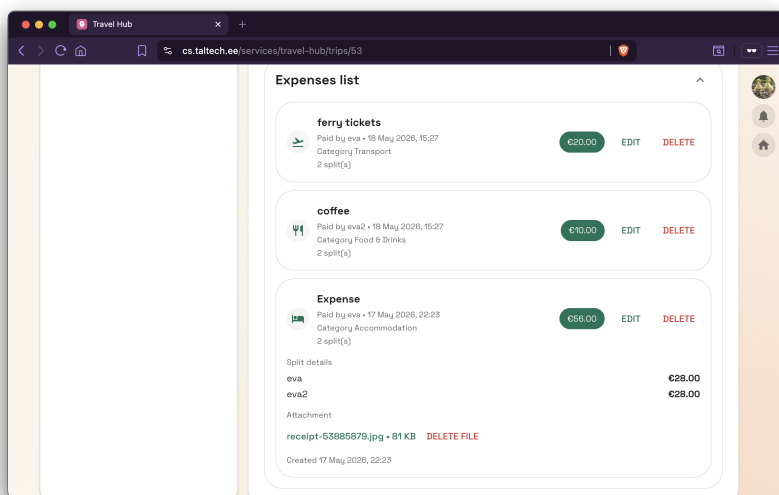 Travel Hub
cs.taltech.ee/services/travel-hub/trips/53
Expenses list
ferry tickets
Paid by eva • 18 May 2026, 15:27
Category Transport
2 split(s)
€20.00
EDIT
DELETE
coffee
Paid by eva2 • 18 May 2026, 15:27
Category Food & Drinks
2 split(s)
€10.00
EDIT
DELETE
Expense
Paid by eva • 17 May 2026, 22:23
Category Accommodation
2 split(s)
€56.00
EDIT
DELETE
Split details
eva €28.00
eva2 €28.00
Attachment
receipt-53885879.jpg • 81 KB DELETE FILE
Created 17 May 2026, 22:23